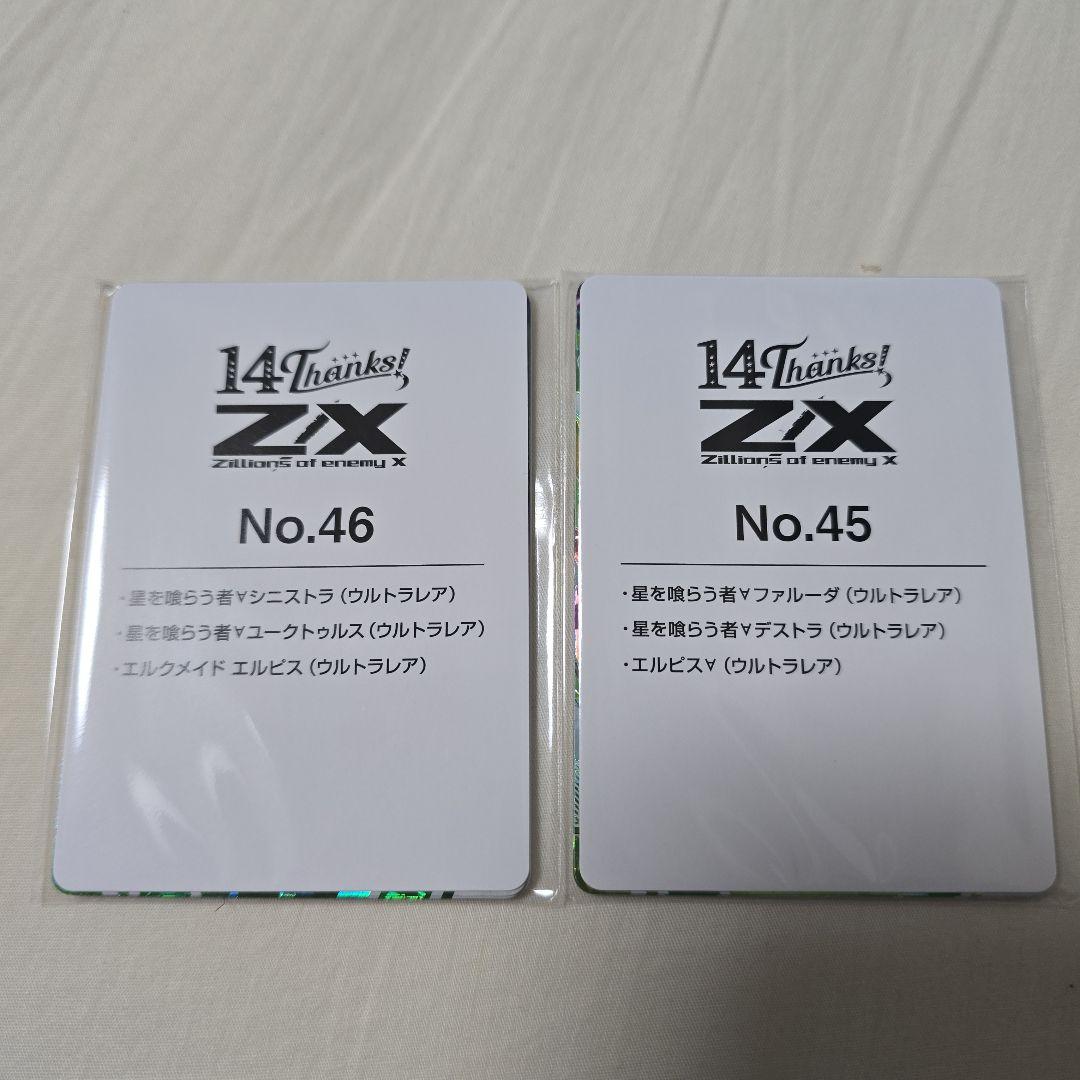 14 Thanks!
Z/X
Zillions of enemy X
No.46
・星を喰らう者∀シニストラ（ウルトラレア）
・星を喰らう者∀ユークトゥルス（ウルトラレア）
・エルクメイド エルピス（ウルトラレア）
14 Thanks!
Z/X
Zillions of enemy X
No.45
・星を喰らう者∀ファルーダ（ウルトラレア）
・星を喰らう者∀デストラ（ウルトラレア）
・エルピス∀（ウルトラレア）